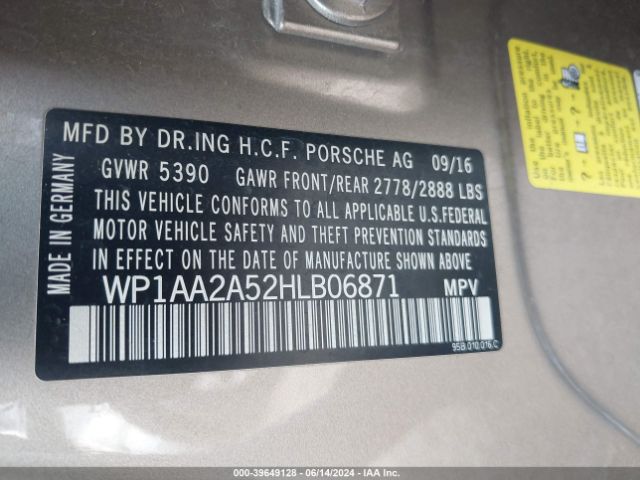 MFD BY DR.ING H.C.F. PORSCHE AG 09/16
GVWR 5390 GAWR FRONT/REAR 2778/2888 LBS
THIS VEHICLE CONFORMS TO ALL APPLICABLE U.S.FEDERAL
MOTOR VEHICLE SAFETY AND THEFT PREVENTION STANDARDS
IN EFFECT ON THE DATE OF MANUFACTURE SHOWN ABOVE
WP1AA2A52HLB06871 MPV
MADE IN GERMANY
95B.010.016.C
000-39649128 - 06/14/2024 - IAA Inc.